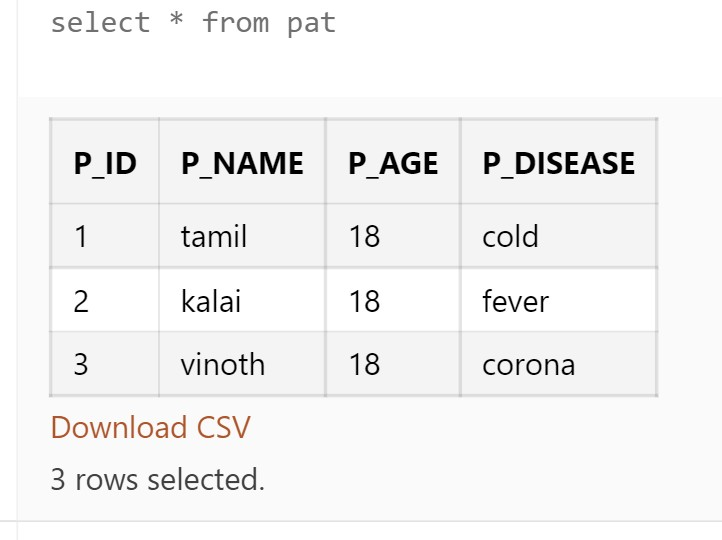 select * from pat
P_ID P_NAME P_AGE P_DISEASE
1 tamil 18 cold
2 kalai 18 fever
3 vinoth 18 corona
Download CSV
3 rows selected.